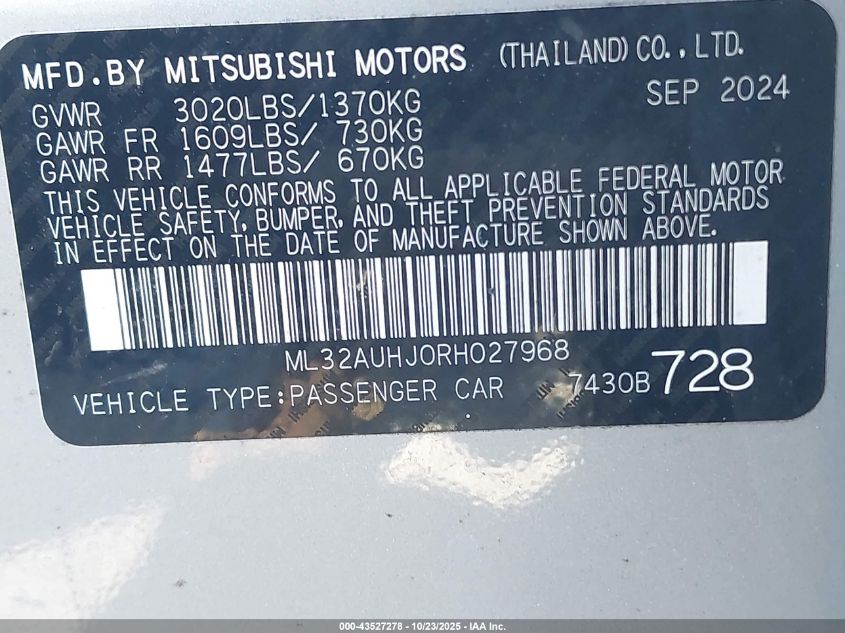 MFD.BY MITSUBISHI MOTORS (THAILAND) CO., LTD.
GVWR 3020LBS/1370KG SEP 2024
GAWR FR 1609LBS/ 730KG
GAWR RR 1477LBS/ 670KG
THIS VEHICLE CONFORMS TO ALL APPLICABLE FEDERAL MOTOR
VEHICLE SAFETY, BUMPER, AND THEFT PREVENTION STANDARDS
IN EFFECT ON THE DATE OF MANUFACTURE SHOWN ABOVE.
ML32AUHJ0RH027968
VEHICLE TYPE:PASSENGER CAR 7430B 728
000-43527278 - 10/23/2025 - IAA Inc.